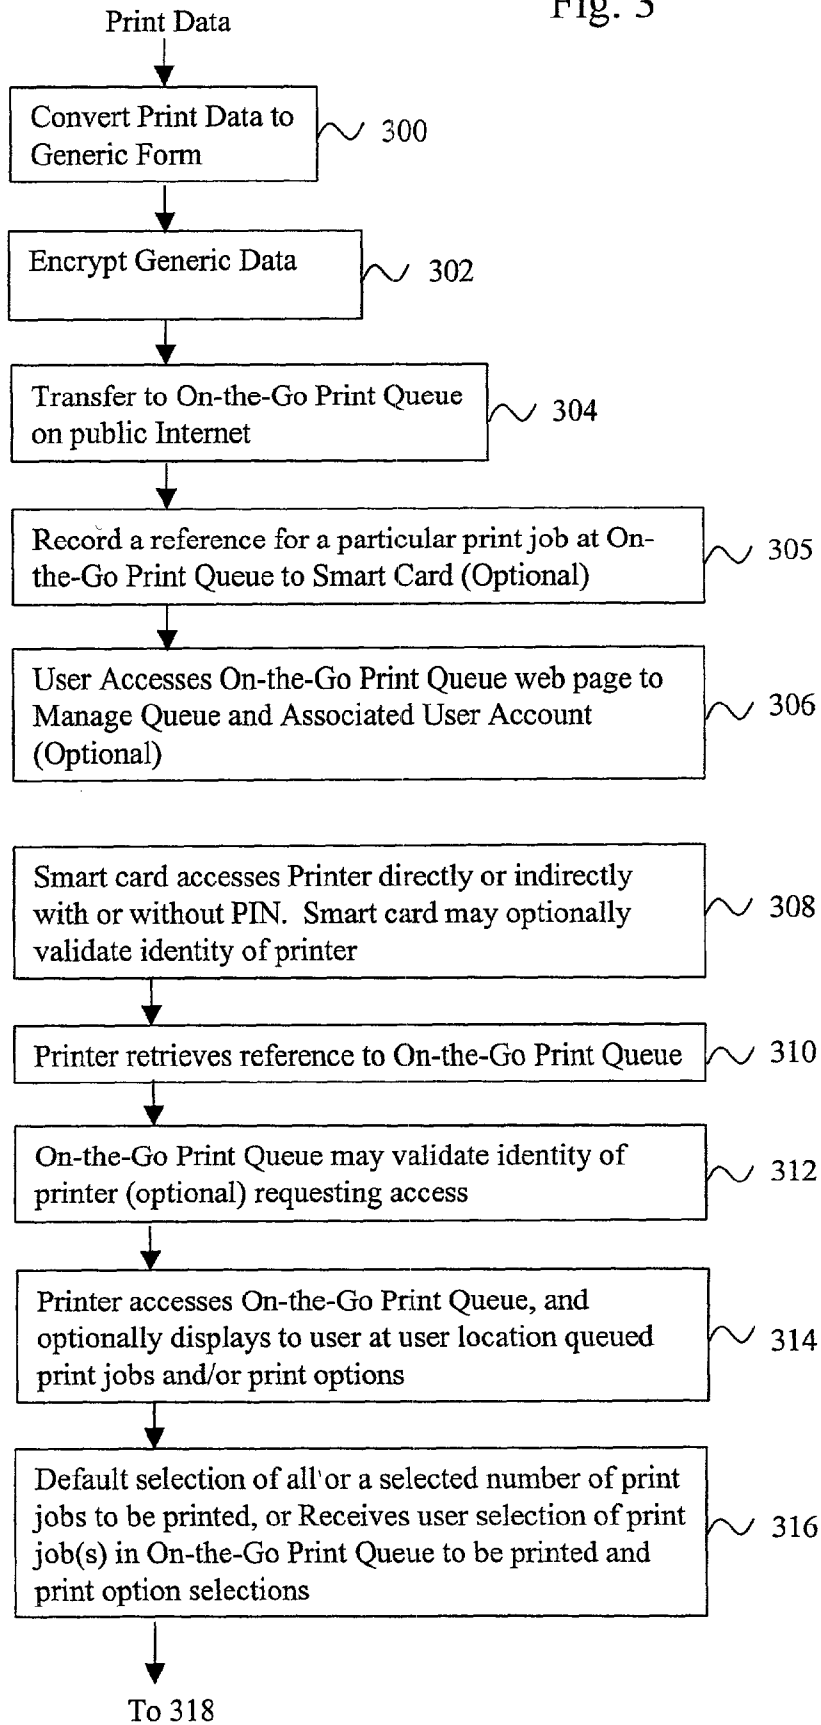 Fig. 3
Print Data
Convert Print Data to
Generic Form
300
Encrypt Generic Data
302
Transfer to On-the-Go Print Queue
on public Internet
304
Record a reference for a particular print job at On-
the-Go Print Queue to Smart Card (Optional)
305
User Accesses On-the-Go Print Queue web page to
Manage Queue and Associated User Account
(Optional)
306
Smart card accesses Printer directly or indirectly
with or without PIN. Smart card may optionally
validate identity of printer
308
Printer retrieves reference to On-the-Go Print Queue
310
On-the-Go Print Queue may validate identity of
printer (optional) requesting access
312
Printer accesses On-the-Go Print Queue, and
optionally displays to user at user location queued
print jobs and/or print options
314
Default selection of all or a selected number of print
jobs to be printed, or Receives user selection of print
job(s) in On-the-Go Print Queue to be printed and
print option selections
316
To 318